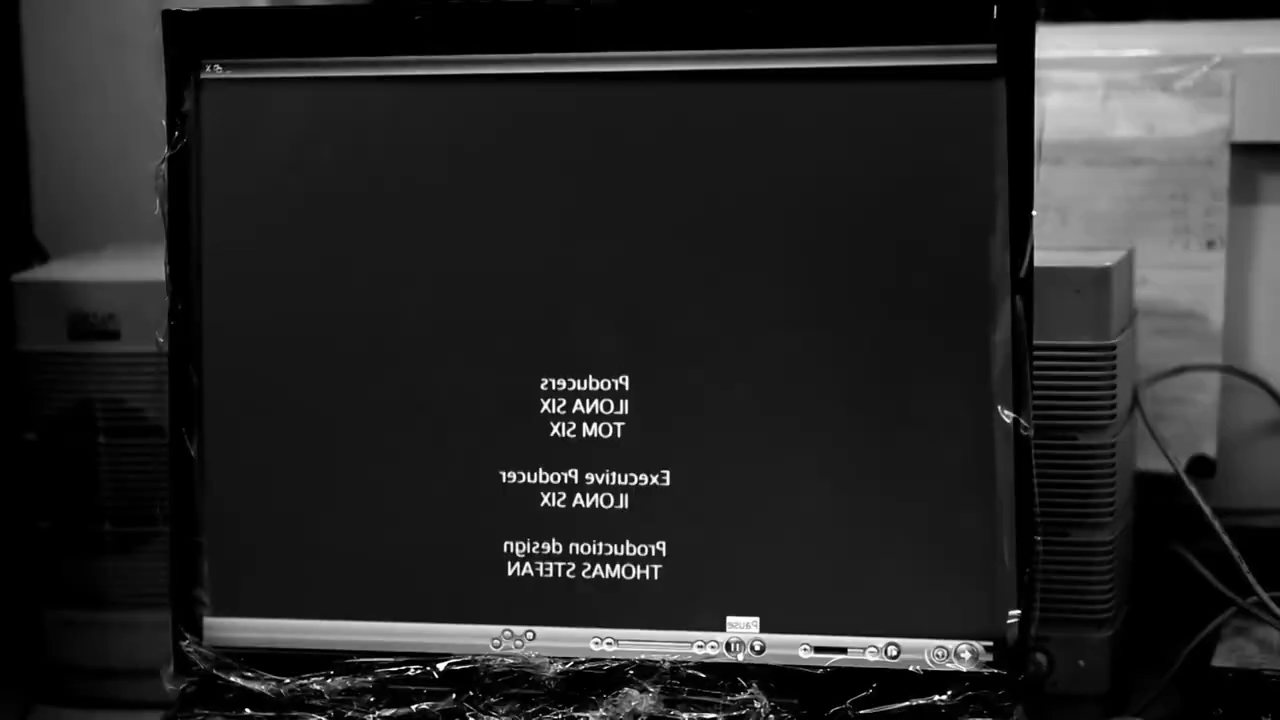 Producers
ILONA SIX
TOM SIX
Executive Producer
ILONA SIX
Production design
THOMAS STEFAN
Pause